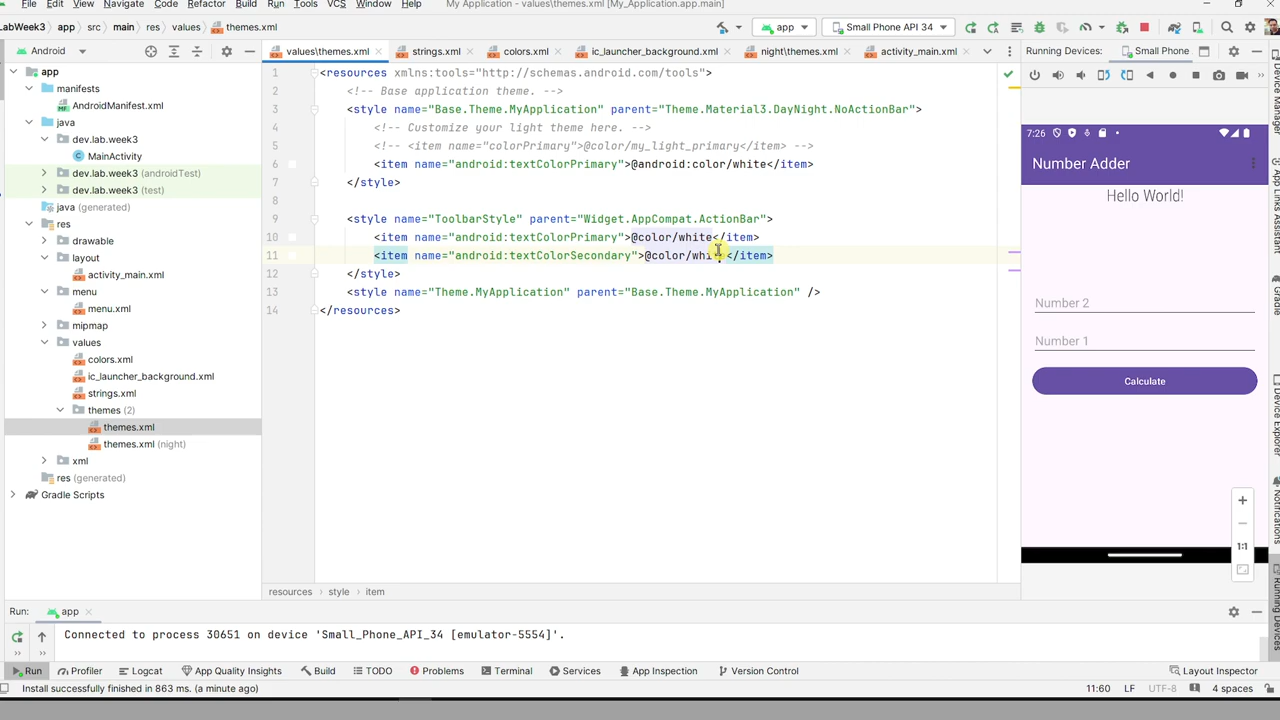 File Edit View Navigate Code Refactor Build Run Tools VCS Window Help My Application - values\themes.xml [My_Application.app.main]
LabWeek3 app src main res values themes.xml
app Small Phone API 34
Android
values\themes.xml strings.xml colors.xml ic_launcher_background.xml night\themes.xml activity_main.xml
Running Devices: Small Phone
app
manifests
AndroidManifest.xml
java
dev.lab.week3
MainActivity
dev.lab.week3 (androidTest)
dev.lab.week3 (test)
java (generated)
res
drawable
layout
activity_main.xml
menu
menu.xml
mipmap
values
colors.xml
ic_launcher_background.xml
strings.xml
themes (2)
themes.xml
themes.xml (night)
xml
res (generated)
Gradle Scripts
1 <resources xmlns:tools="http://schemas.android.com/tools">
2 <!-- Base application theme. -->
3 <style name="Base.Theme.MyApplication" parent="Theme.Material3.DayNight.NoActionBar">
4 <!-- Customize your light theme here. -->
5 <!-- <item name="colorPrimary">@color/my_light_primary</item> -->
6 <item name="android:textColorPrimary">@android:color/white</item>
7 </style>
8
9 <style name="ToolbarStyle" parent="Widget.AppCompat.ActionBar">
10 <item name="android:textColorPrimary">@color/white</item>
11 <item name="android:textColorSecondary">@color/white</item>
12 </style>
13 <style name="Theme.MyApplication" parent="Base.Theme.MyApplication" />
14 </resources>
resources style item
7:26
Number Adder
Hello World!
Number 2
Number 1
Calculate
1:1
Device Manager
App Link Assistant
Gradle
Device Explorer
Notifications
Running Devices
Run: app
Connected to process 30651 on device 'Small_Phone_API_34 [emulator-5554]'.
Run Profiler Logcat App Quality Insights Build TODO Problems Terminal Services App Inspection Version Control Layout Inspector
Install successfully finished in 863 ms. (a minute ago) 11:60 LF UTF-8 4 spaces